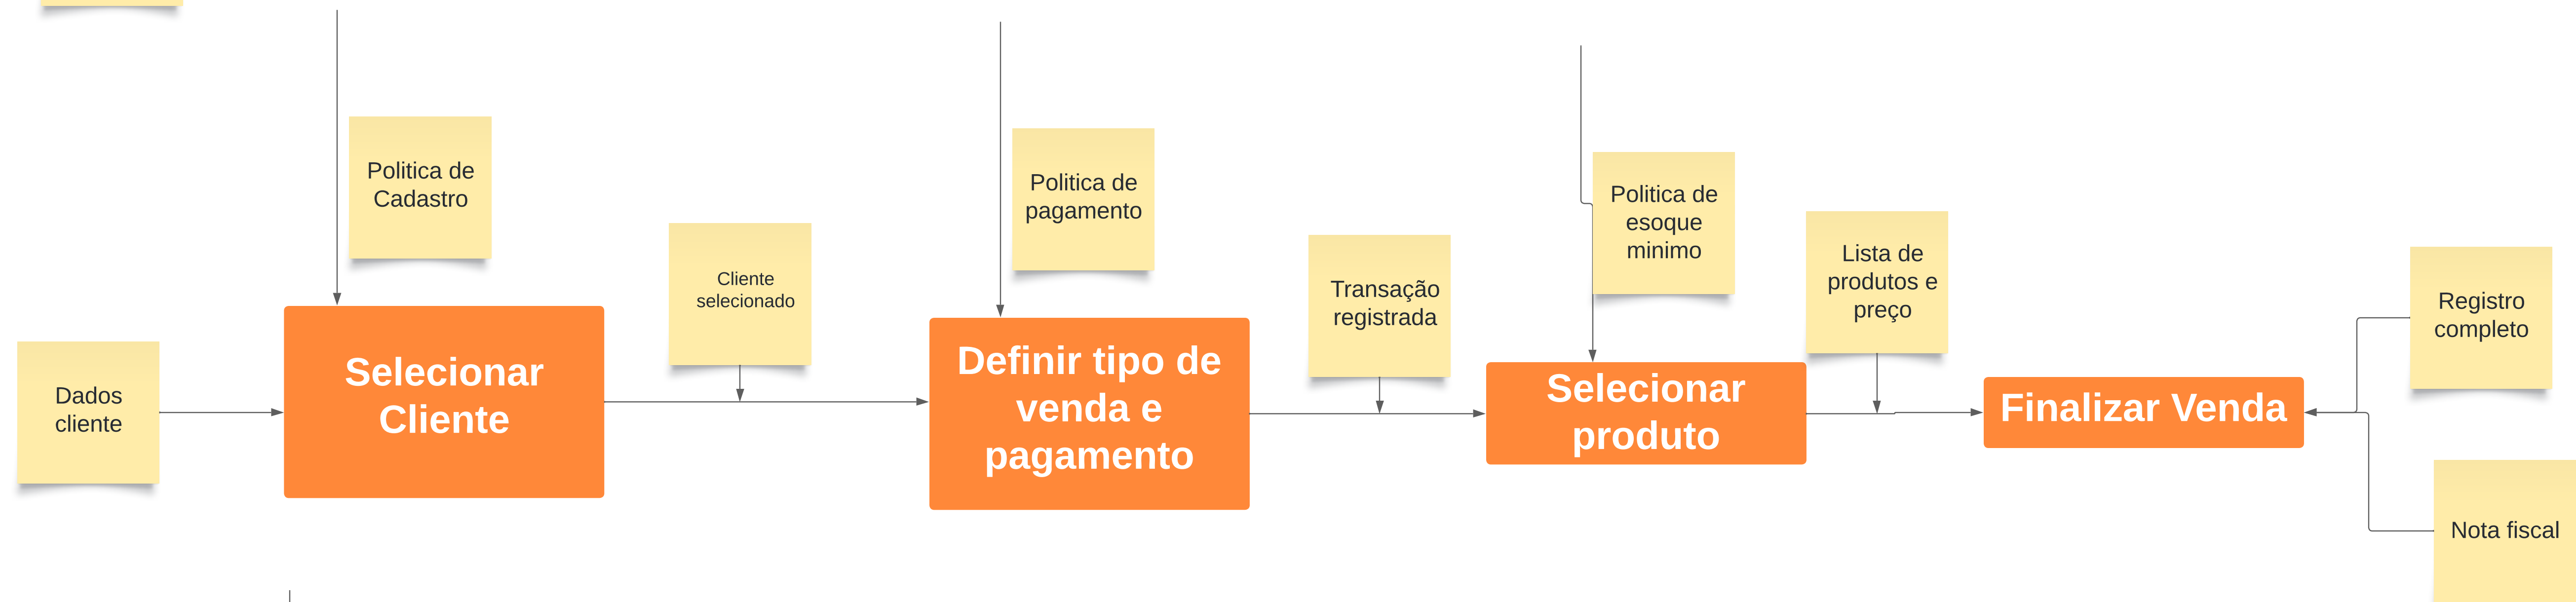 Dados
cliente
Selecionar
Cliente
Politica de
Cadastro
Cliente
selecionado
Definir tipo de
venda e
pagamento
Politica de
pagamento
Transação
registrada
Selecionar
produto
Politica de
esoque
minimo
Lista de
produtos e
preço
Finalizar Venda
Registro
completo
Nota fiscal